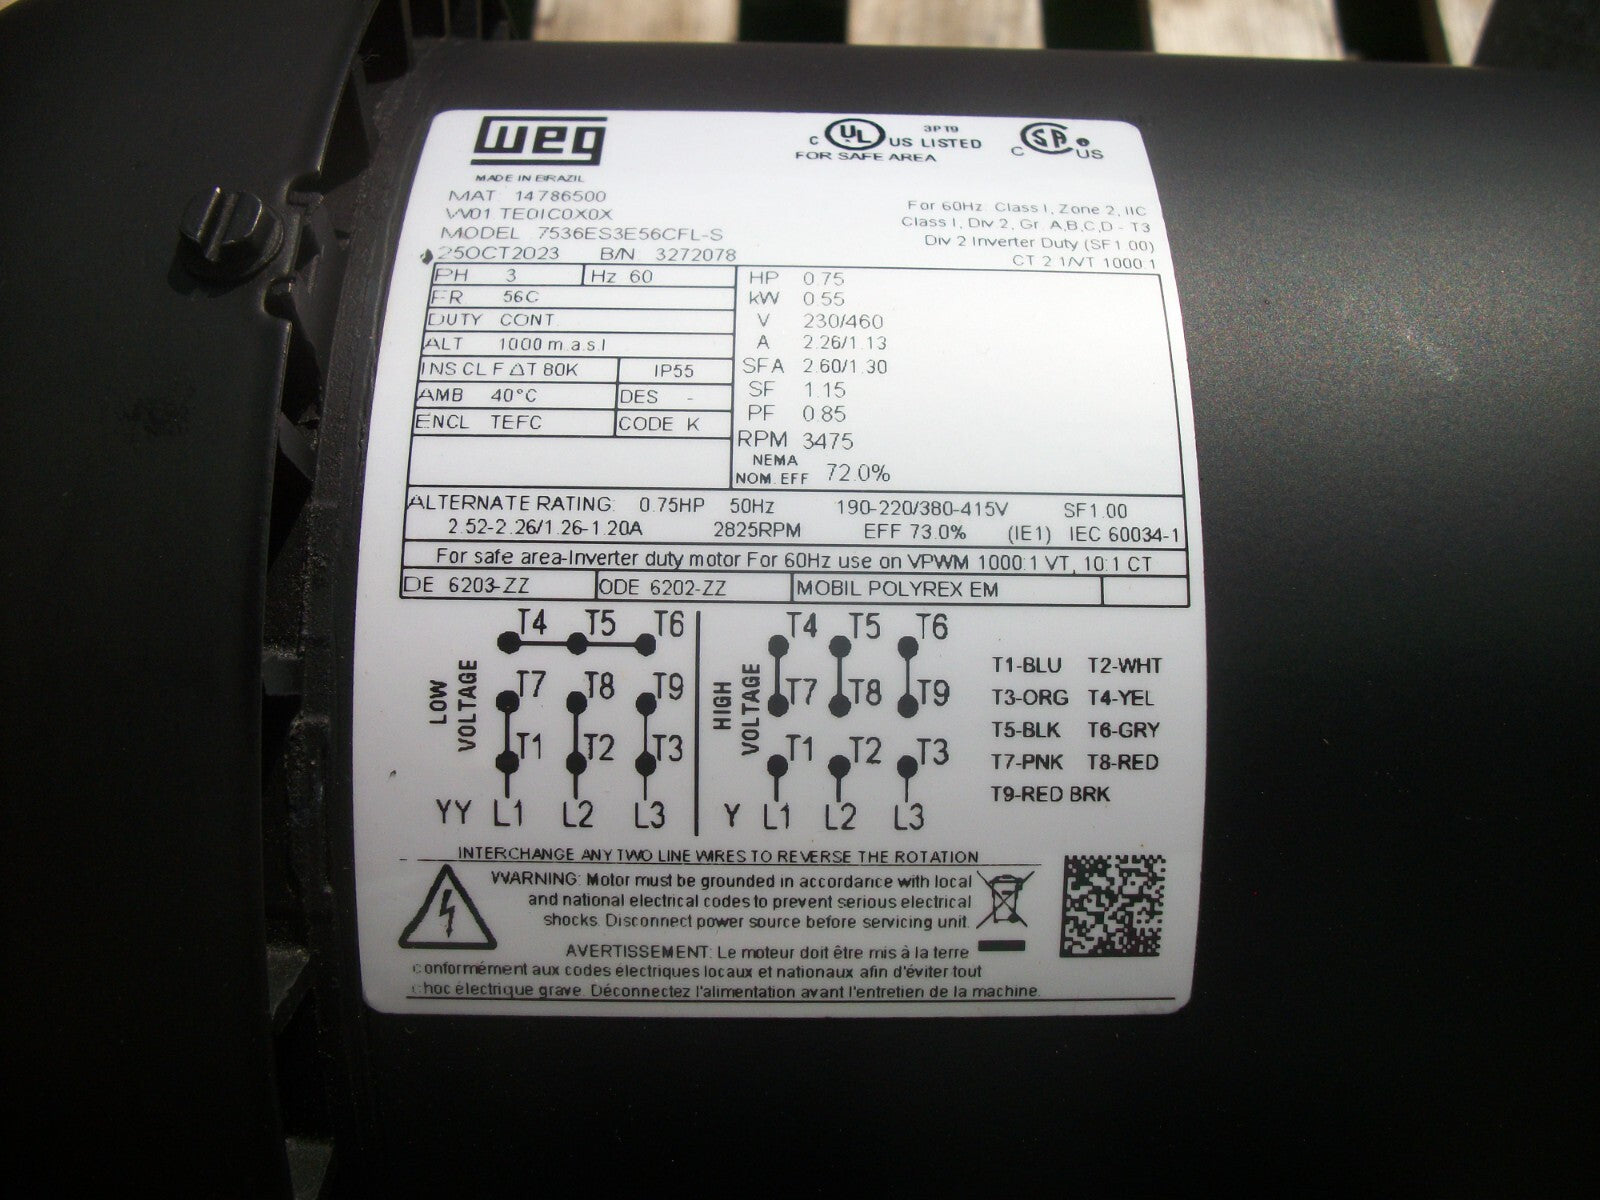 weg
MADE IN BRAZIL
C UL US LISTED 3PT9
FOR SAFE AREA
C SA US
MAT: 14786500
W01.TE0IC0X0X
MODEL 7536ES3E56CFL-S
25OCT2023 B/N 3272078
For 60Hz: Class I, Zone 2, IIC
Class I, Div 2, Gr. A,B,C,D - T3
Div 2 Inverter Duty (SF1.00)
CT 2:1/VT 1000:1
PH 3 Hz 60
FR 56C
DUTY CONT.
ALT 1000 m.a.s.l
INS CL F ΔT 80K IP55
AMB 40°C DES -
ENCL TEFC CODE K
HP 0.75
kW 0.55
V 230/460
A 2.26/1.13
SFA 2.60/1.30
SF 1.15
PF 0.85
RPM 3475
NEMA
NOM. EFF 72.0%
ALTERNATE RATING: 0.75HP 50Hz 190-220/380-415V SF1.00
2.52-2.26/1.26-1.20A 2825RPM EFF 73.0% (IE1) IEC 60034-1
For safe area-Inverter duty motor For 60Hz use on VPWM 1000:1 VT, 10:1 CT
DE 6203-ZZ ODE 6202-ZZ MOBIL POLYREX EM
LOW VOLTAGE
T4 T5 T6
T7 T8 T9
T1 T2 T3
YY L1 L2 L3
HIGH VOLTAGE
T4 T5 T6
T7 T8 T9
T1 T2 T3
Y L1 L2 L3
T1-BLU T2-WHT
T3-ORG T4-YEL
T5-BLK T6-GRY
T7-PNK T8-RED
T9-RED BRK
INTERCHANGE ANY TWO LINE WIRES TO REVERSE THE ROTATION
WARNING: Motor must be grounded in accordance with local
and national electrical codes to prevent serious electrical
shocks. Disconnect power source before servicing unit.
AVERTISSEMENT: Le moteur doit être mis à la terre
conformément aux codes électriques locaux et nationaux afin d'éviter tout
choc électrique grave. Déconnectez l'alimentation avant l'entretien de la machine.